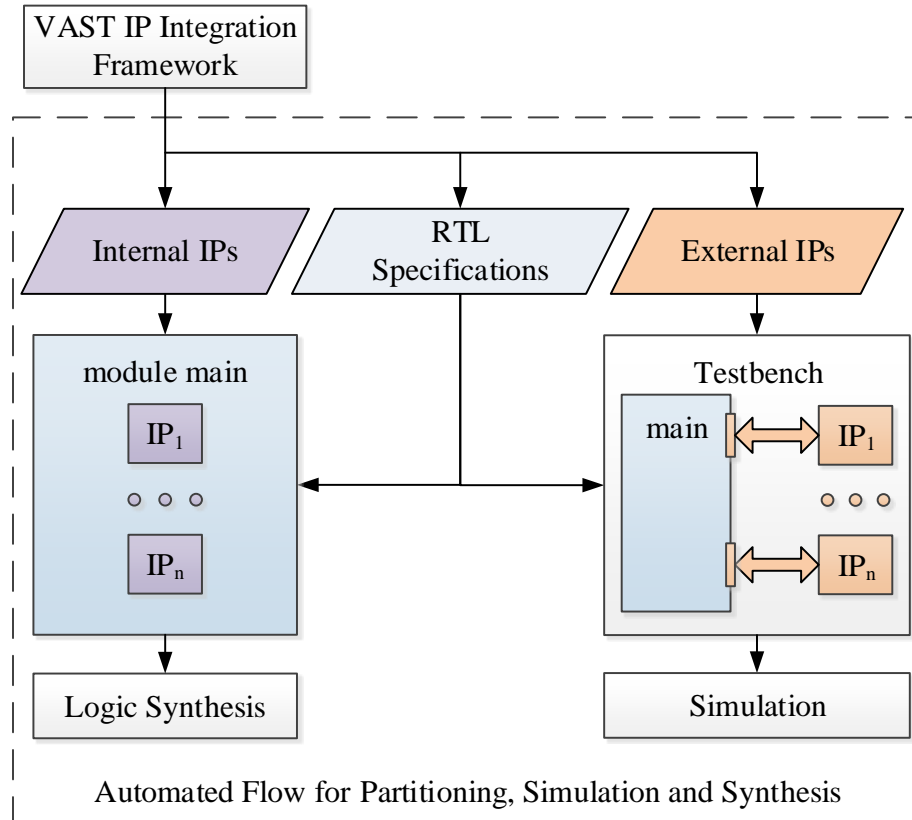 VAST IP Integration
Framework
Internal IPs
RTL
Specifications
External IPs
module main
IP₁
IPₙ
Testbench
main
IP₁
IPₙ
Logic Synthesis
Simulation
Automated Flow for Partitioning, Simulation and Synthesis